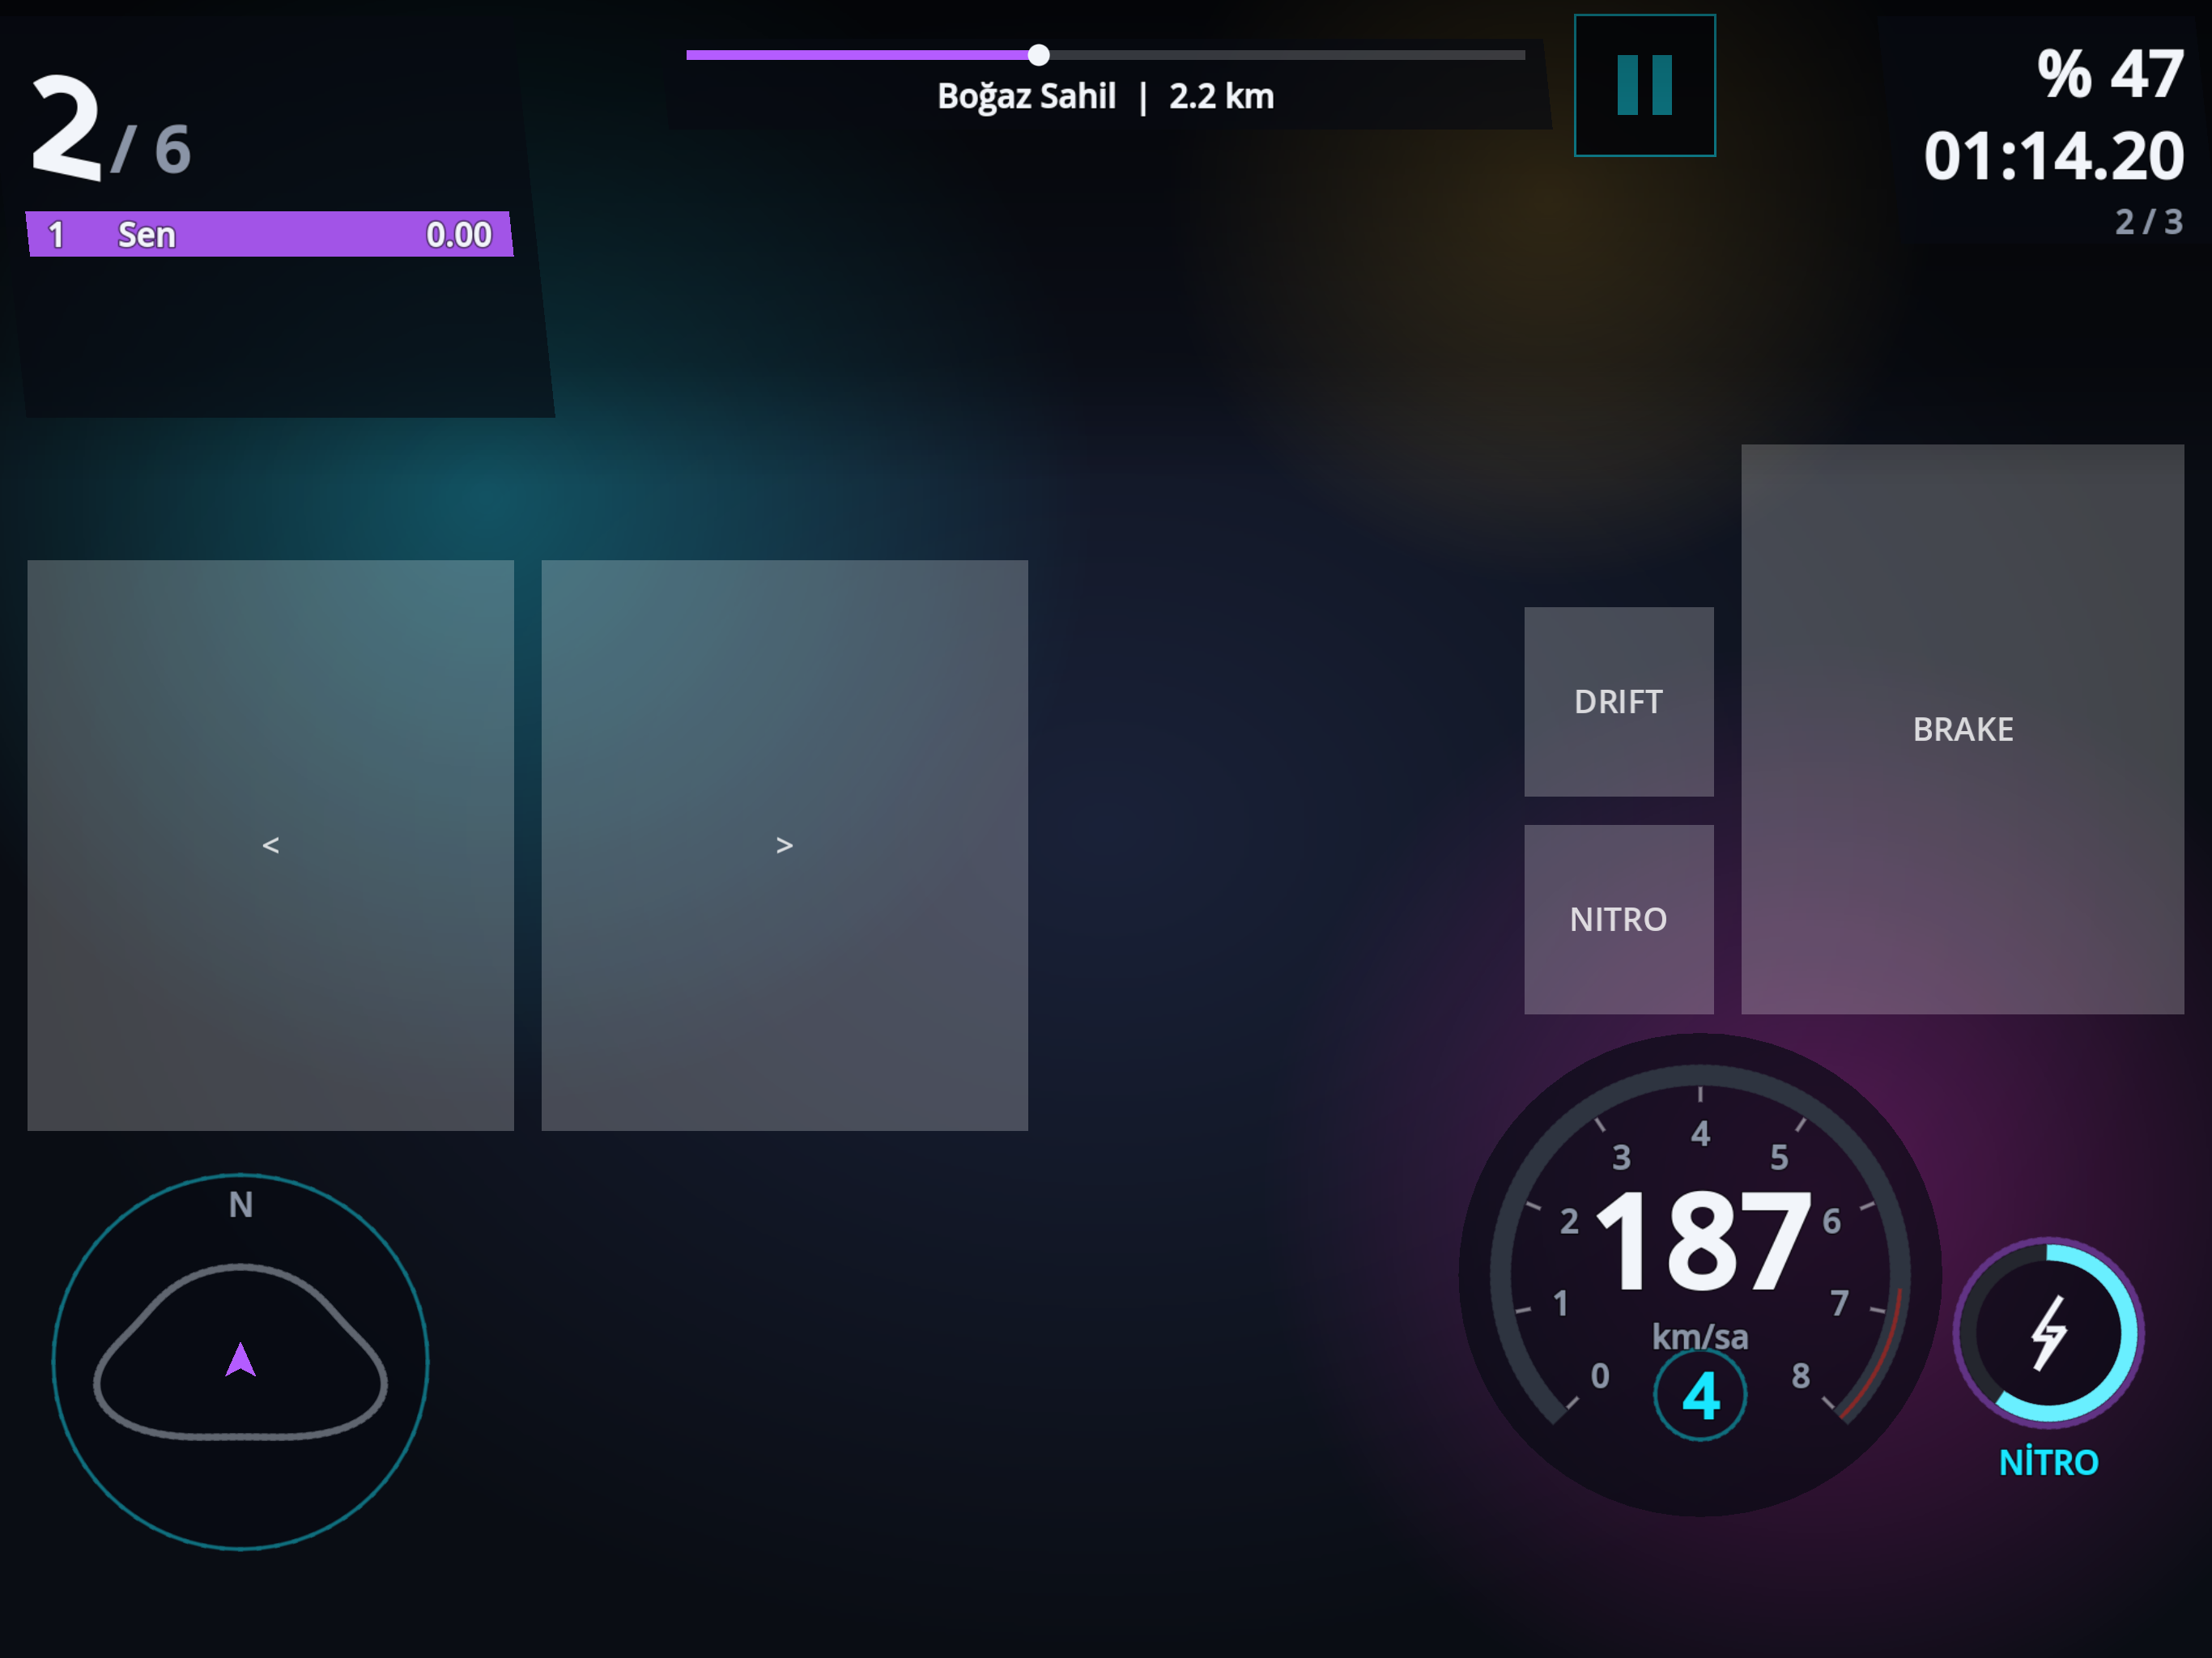 2 / 6
1 Sen 0.00
Boğaz Sahil | 2.2 km
% 47
01:14.20
2 / 3
<
>
DRIFT
BRAKE
NITRO
N
0 1 2 3 4 5 6 7 8
187
km/sa
4
NİTRO